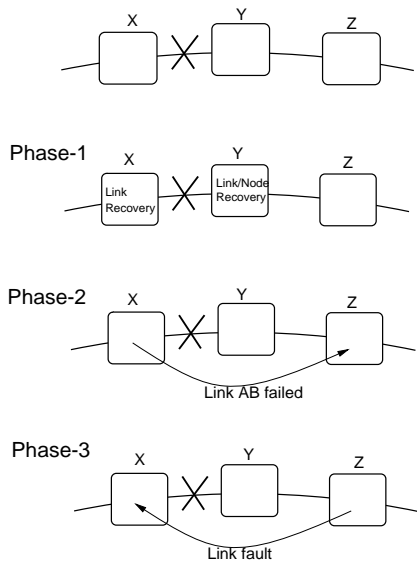 X
Y
Z
Phase-1
X
Y
Z
Link
Recovery
Link/Node
Recovery
Phase-2
X
Y
Z
Link AB failed
Phase-3
X
Y
Z
Link fault